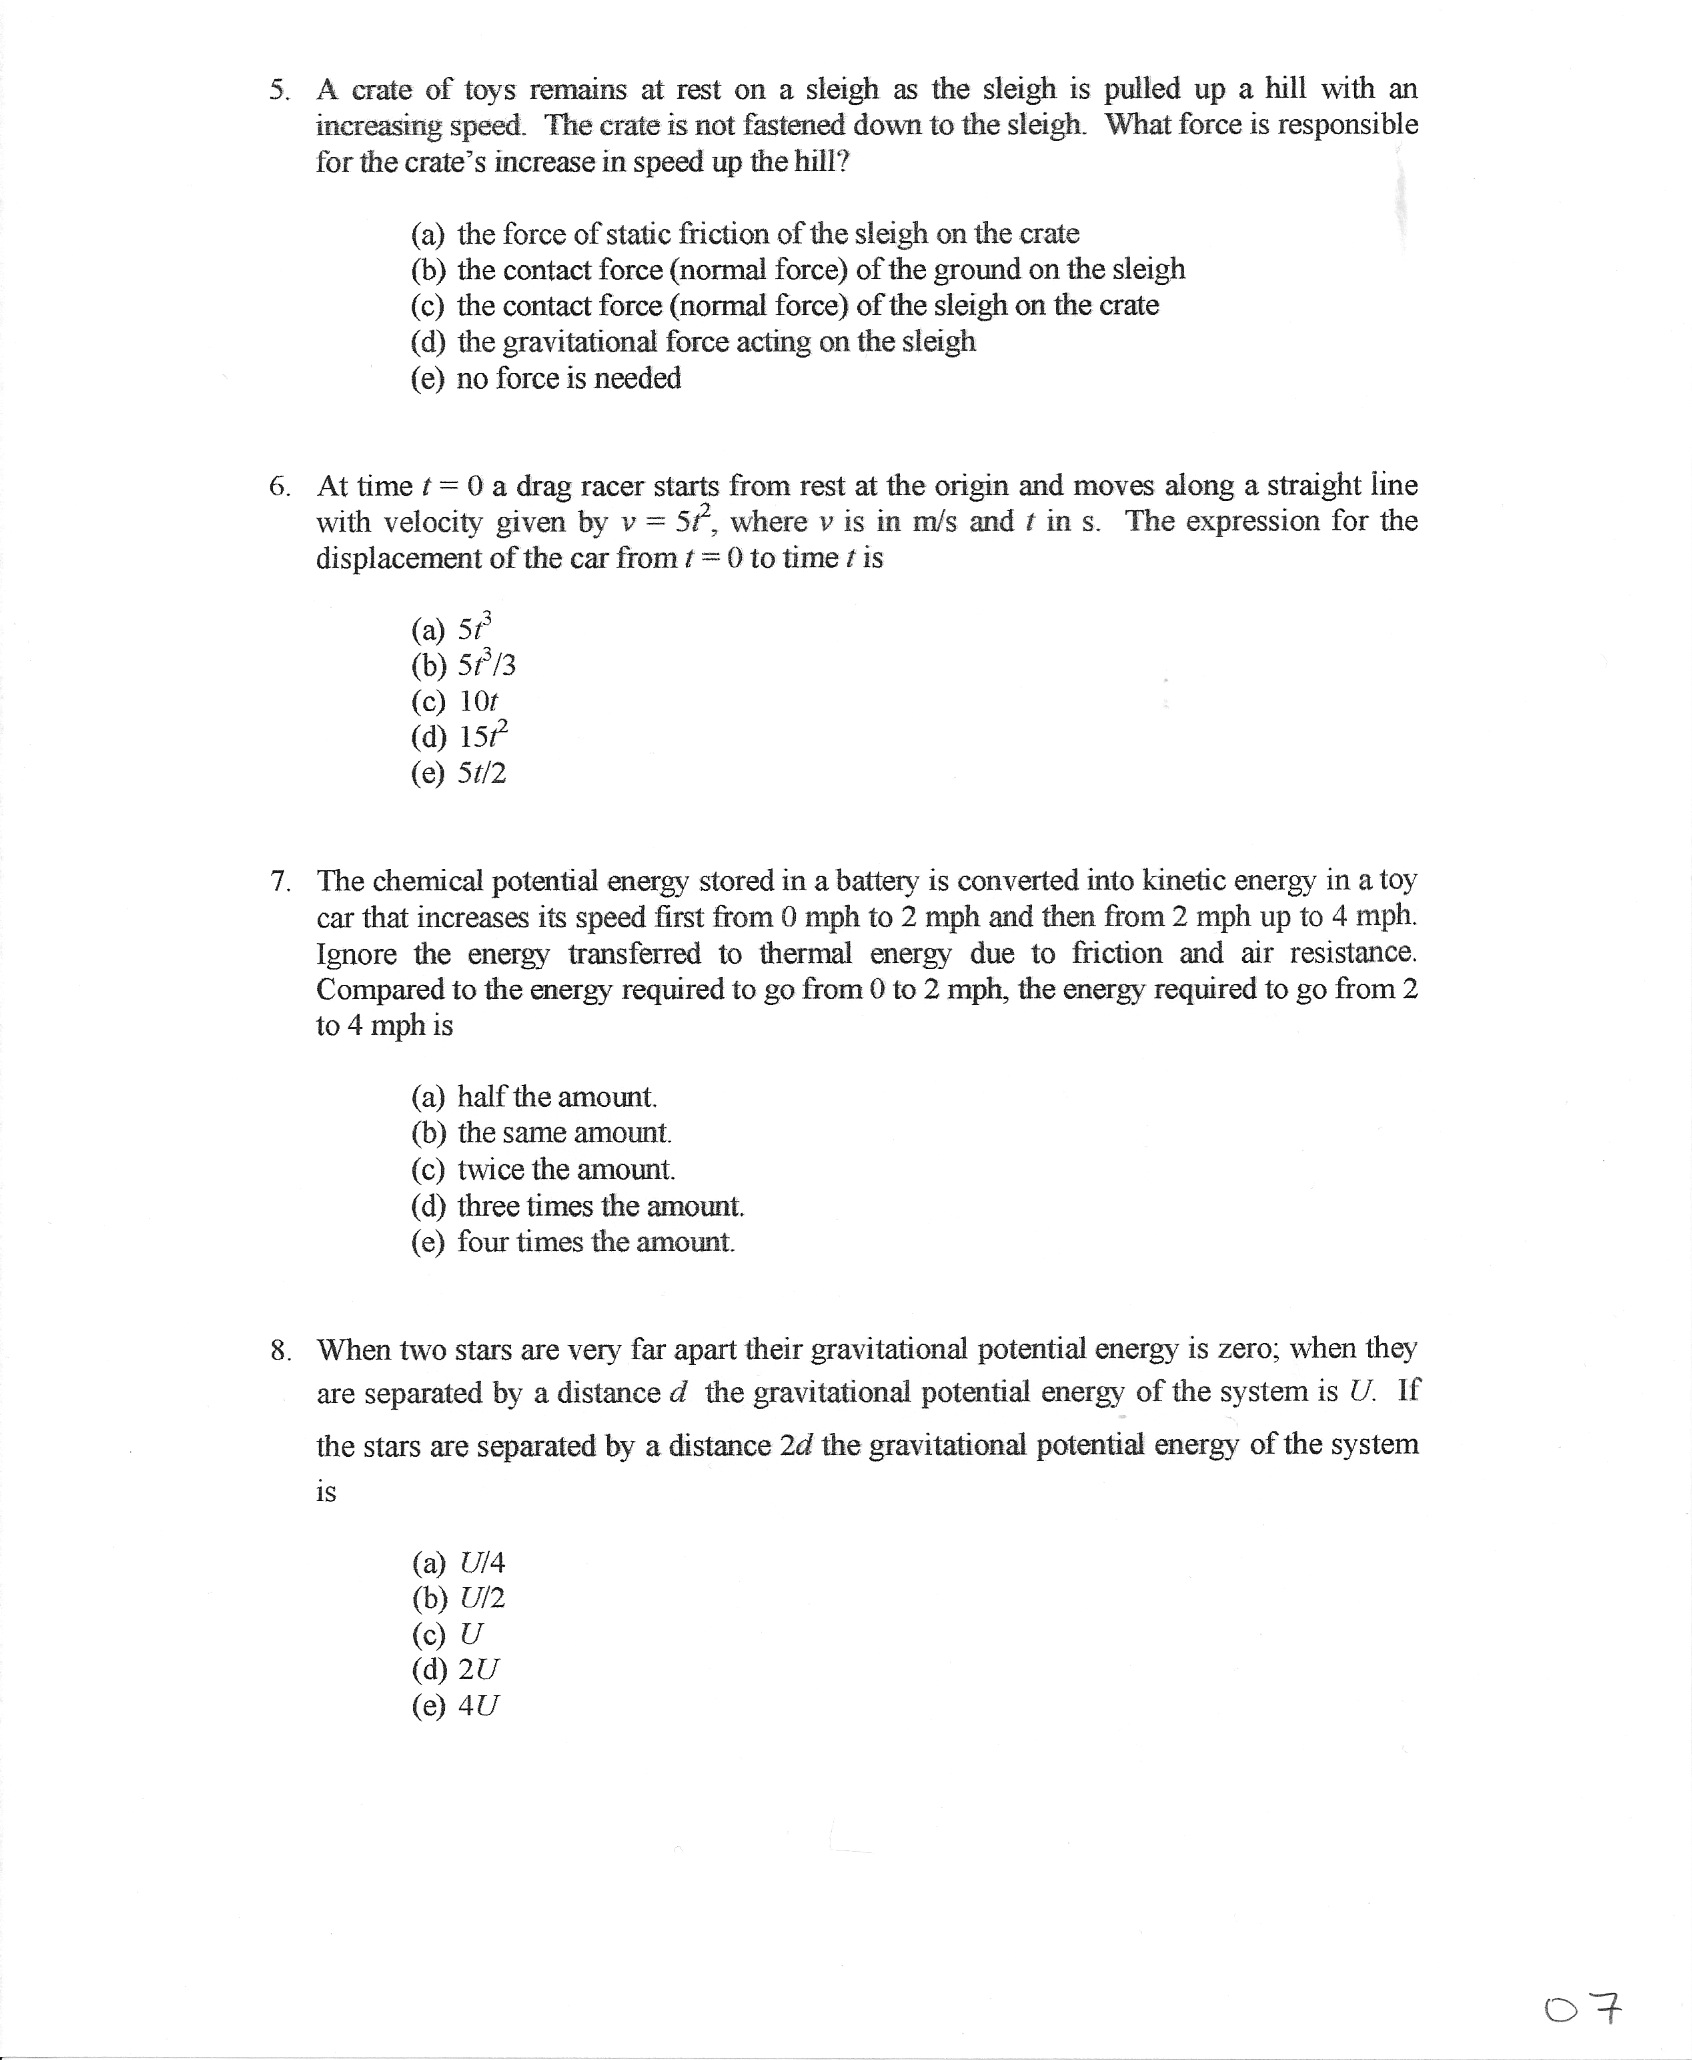 5. A crate of toys remains at rest on a sleigh as the sleigh is pulled up a hill with an
increasing speed. The crate is not fastened down to the sleigh. What force is responsible
for the crate's increase in speed up the hill?
(a) the force of static friction of the sleigh on the crate
(b) the contact force (normal force) of the ground on the sleigh
(c) the contact force (normal force) of the sleigh on the crate
(d) the gravitational force acting on the sleigh
(e) no force is needed
6. At time t = 0 a drag racer starts from rest at the origin and moves along a straight line
with velocity given by v = 5t², where v is in m/s and t in s. The expression for the
displacement of the car from t = 0 to time t is
(a) 5t³
(b) 5t³/3
(c) 10t
(d) 15t²
(e) 5t/2
7. The chemical potential energy stored in a battery is converted into kinetic energy in a toy
car that increases its speed first from 0 mph to 2 mph and then from 2 mph up to 4 mph.
Ignore the energy transferred to thermal energy due to friction and air resistance.
Compared to the energy required to go from 0 to 2 mph, the energy required to go from 2
to 4 mph is
(a) half the amount.
(b) the same amount.
(c) twice the amount.
(d) three times the amount.
(e) four times the amount.
8. When two stars are very far apart their gravitational potential energy is zero; when they
are separated by a distance d the gravitational potential energy of the system is U. If
the stars are separated by a distance 2d the gravitational potential energy of the system
is
(a) U/4
(b) U/2
(c) U
(d) 2U
(e) 4U
07